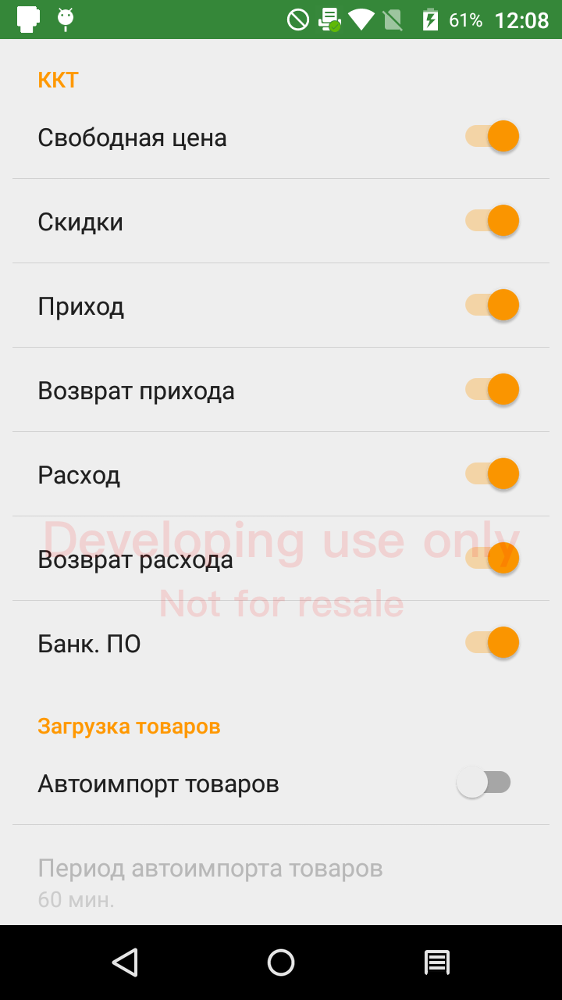 61% 12:08
ККТ
Свободная цена
Скидки
Приход
Возврат прихода
Расход
Developing use only
Возврат расхода
Not for resale
Банк. ПО
Загрузка товаров
Автоимпорт товаров
Период автоимпорта товаров
60 мин.